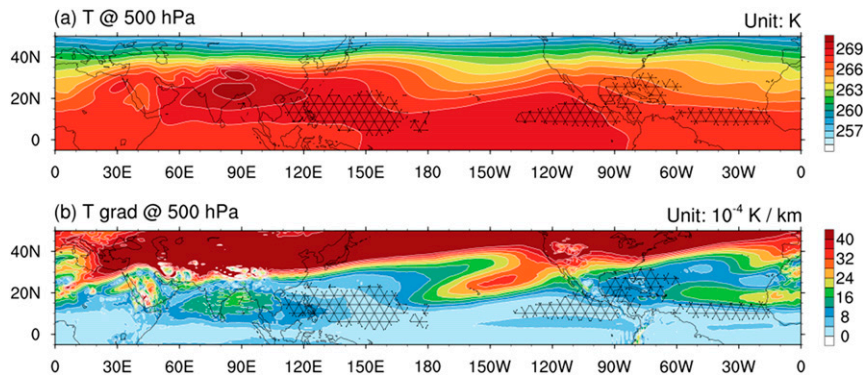 (a) T @ 500 hPa
Unit: K
40N
20N
0
0 30E 60E 90E 120E 150E 180 150W 120W 90W 60W 30W 0
269
266
263
260
257
(b) T grad @ 500 hPa
Unit: 10⁻⁴ K / km
40N
20N
0
0 30E 60E 90E 120E 150E 180 150W 120W 90W 60W 30W 0
40
32
24
16
8
0